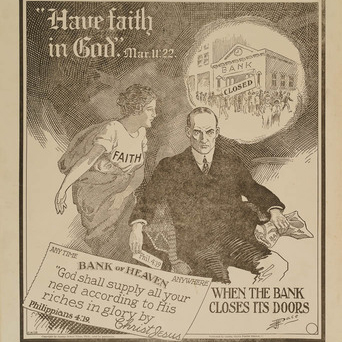 "Have faith
in God".
Mar. 11:22.
BANK
CLOSED
FAITH
Phil 4:19
ANY TIME
BANK OF HEAVEN
ANYWHERE
"God shall supply all your
need according to His
riches in glory by
Christ Jesus
Philippians 4:19.
WHEN THE BANK
CLOSES ITS DOORS